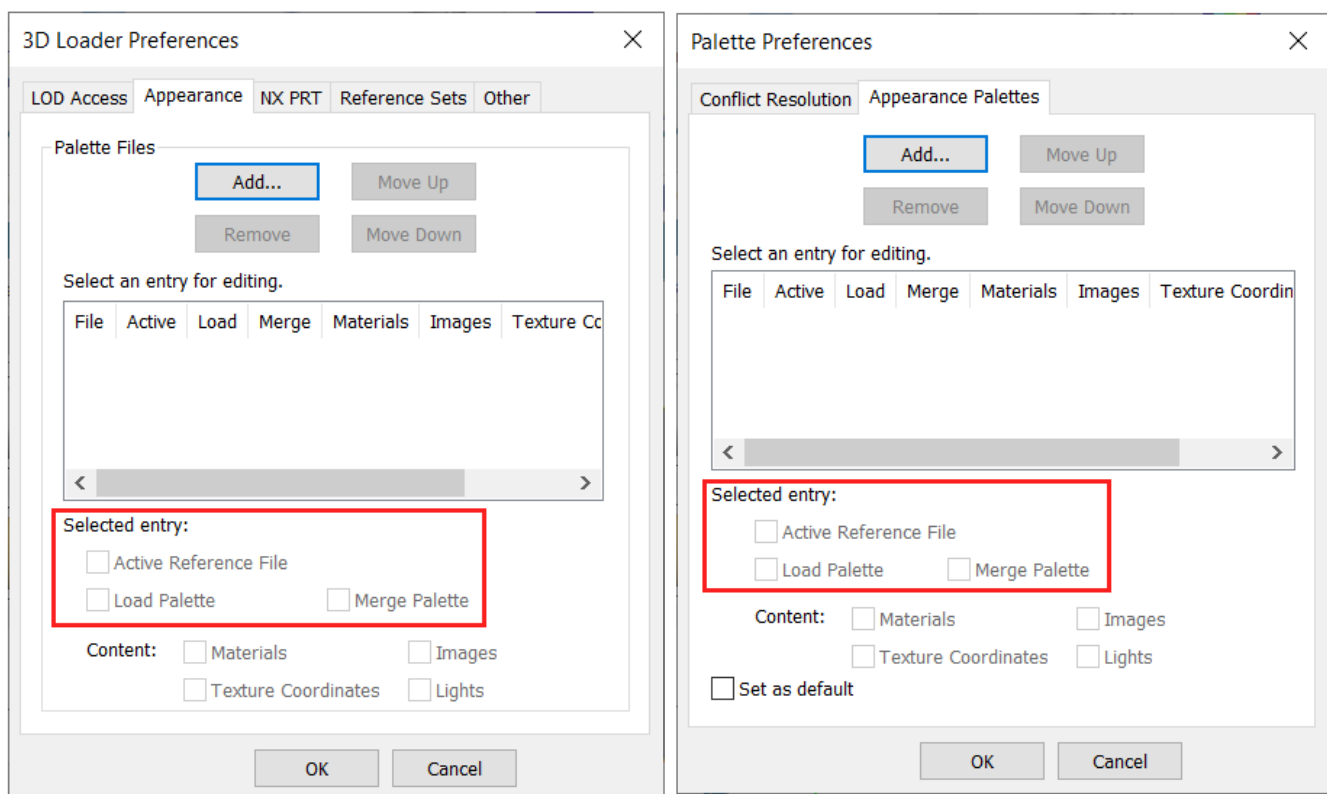 3D Loader Preferences
LOD Access Appearance NX PRT Reference Sets Other
Palette Files
Add... Move Up
Remove Move Down
Select an entry for editing.
File Active Load Merge Materials Images Texture Co
Selected entry:
Active Reference File
Load Palette Merge Palette
Content: Materials Images
Texture Coordinates Lights
OK Cancel
Palette Preferences
Conflict Resolution Appearance Palettes
Add... Move Up
Remove Move Down
Select an entry for editing.
File Active Load Merge Materials Images Texture Coordin
Selected entry:
Active Reference File
Load Palette Merge Palette
Content: Materials Images
Texture Coordinates Lights
Set as default
OK Cancel